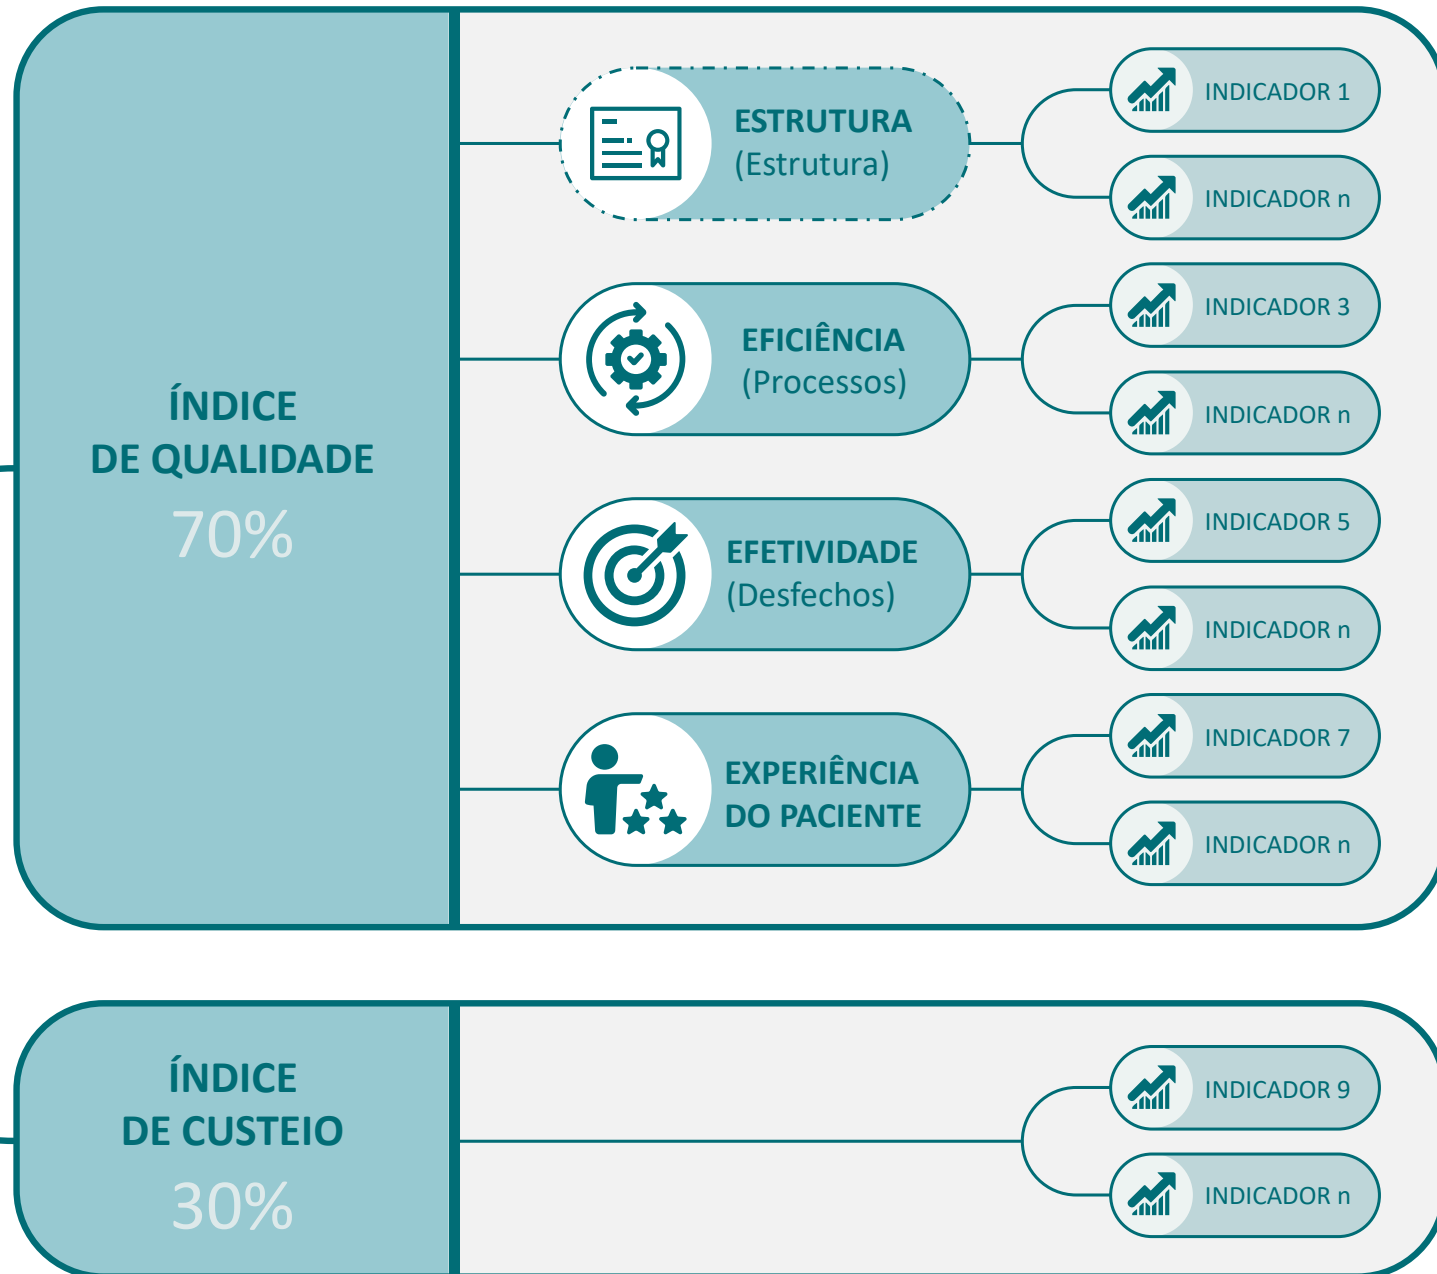 ÍNDICE
DE QUALIDADE
70%
ESTRUTURA
(Estrutura)
INDICADOR 1
INDICADOR n
EFICIÊNCIA
(Processos)
INDICADOR 3
INDICADOR n
EFETIVIDADE
(Desfechos)
INDICADOR 5
INDICADOR n
EXPERIÊNCIA
DO PACIENTE
INDICADOR 7
INDICADOR n
ÍNDICE
DE CUSTEIO
30%
INDICADOR 9
INDICADOR n